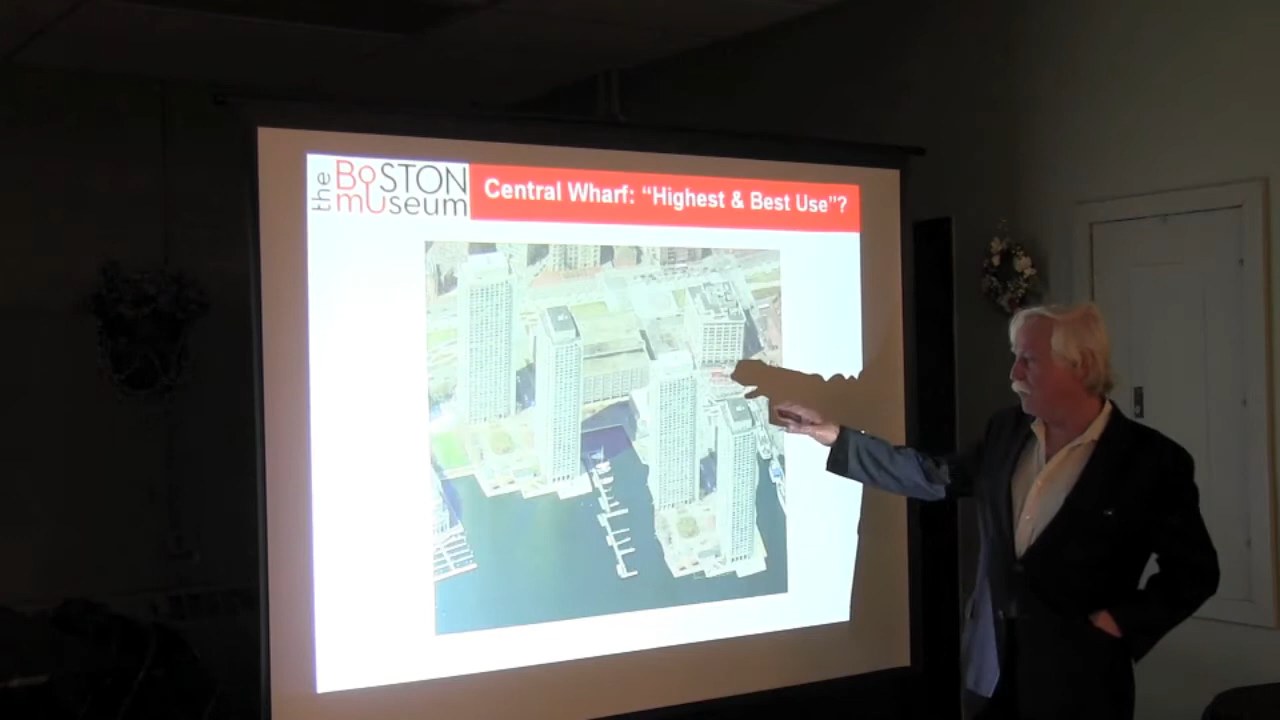 the BoSTON museum
Central Wharf: “Highest & Best Use”?